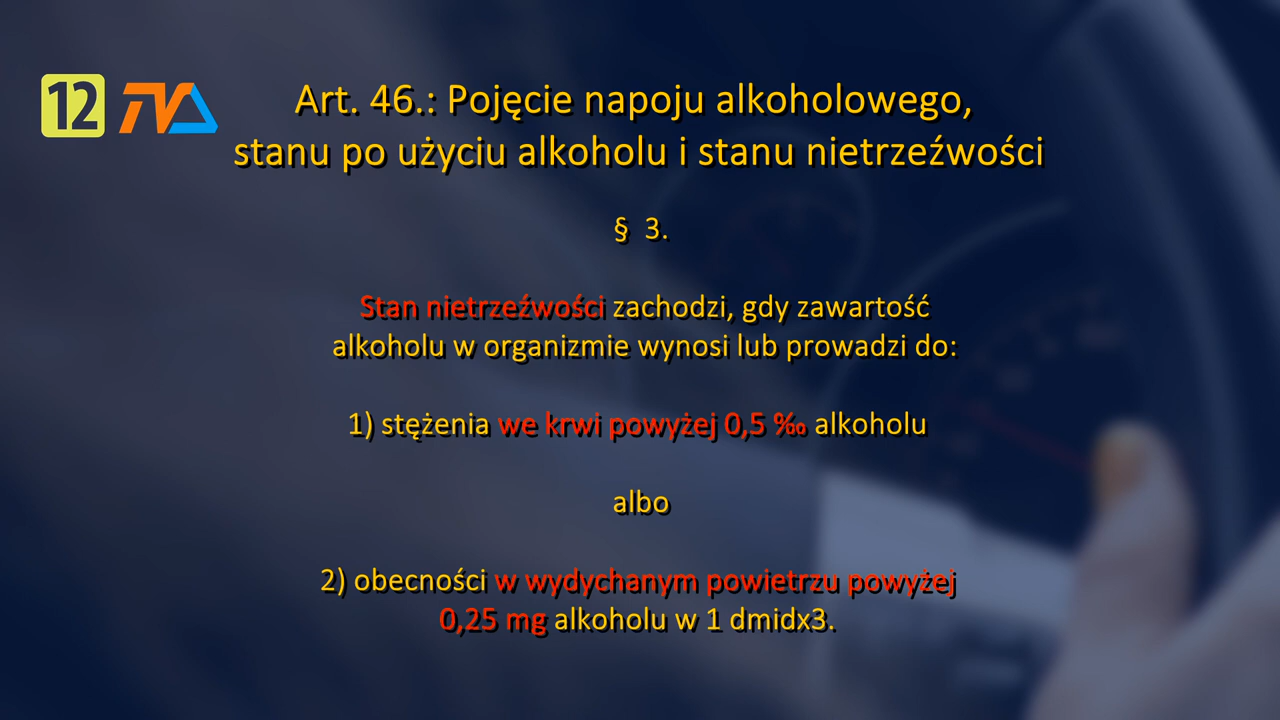 12 TVA
Art. 46.: Pojęcie napoju alkoholowego,
stanu po użyciu alkoholu i stanu nietrzeźwości
§ 3.
Stan nietrzeźwości zachodzi, gdy zawartość
alkoholu w organizmie wynosi lub prowadzi do:
1) stężenia we krwi powyżej 0,5 ‰ alkoholu
albo
2) obecności w wydychanym powietrzu powyżej
0,25 mg alkoholu w 1 dmidx3.